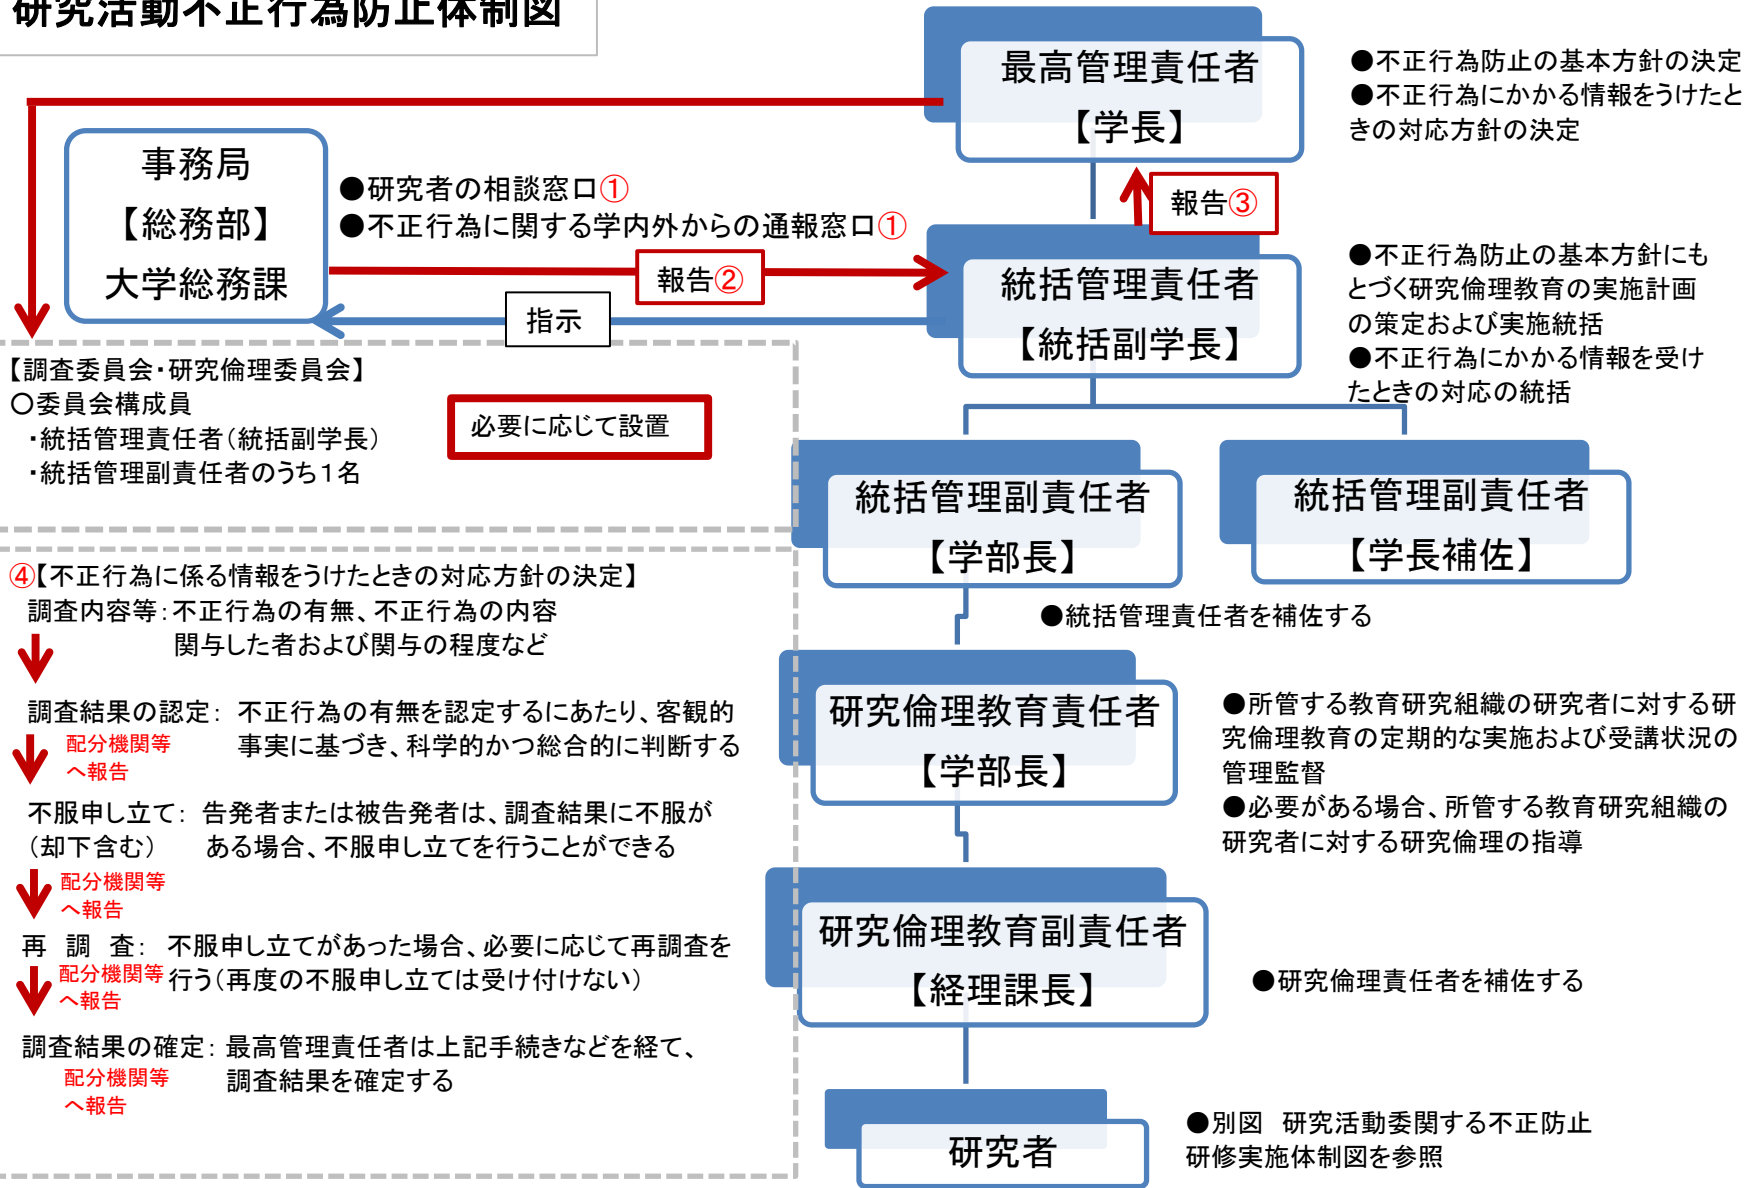 研究活動不正行為防止体制図
最高管理責任者
【学長】
●不正行為防止の基本方針の決定
●不正行為にかかる情報をうけたと
きの対応方針の決定
事務局
【総務部】
大学総務課
●研究者の相談窓口①
●不正行為に関する学内外からの通報窓口①
報告③
報告②
指示
統括管理責任者
【統括副学長】
●不正行為防止の基本方針にも
とづく研究倫理教育の実施計画
の策定および実施統括
●不正行為にかかる情報を受け
たときの対応の統括
【調査委員会・研究倫理委員会】
○委員会構成員
・統括管理責任者(統括副学長)
・統括管理副責任者のうち1名
必要に応じて設置
統括管理副責任者
【学部長】
統括管理副責任者
【学長補佐】
●統括管理責任者を補佐する
④【不正行為に係る情報をうけたときの対応方針の決定】
調査内容等:不正行為の有無、不正行為の内容
関与した者および関与の程度など
調査結果の認定: 不正行為の有無を認定するにあたり、客観的
事実に基づき、科学的かつ総合的に判断する
配分機関等
へ報告
不服申し立て: 告発者または被告発者は、調査結果に不服が
(却下含む) ある場合、不服申し立てを行うことができる
配分機関等
へ報告
再 調 査: 不服申し立てがあった場合、必要に応じて再調査を
行う(再度の不服申し立ては受け付けない)
配分機関等
へ報告
調査結果の確定: 最高管理責任者は上記手続きなどを経て、
調査結果を確定する
配分機関等
へ報告
研究倫理教育責任者
【学部長】
●所管する教育研究組織の研究者に対する研
究倫理教育の定期的な実施および受講状況の
管理監督
●必要がある場合、所管する教育研究組織の
研究者に対する研究倫理の指導
研究倫理教育副責任者
【経理課長】
●研究倫理責任者を補佐する
研究者
●別図 研究活動委関する不正防止
研修実施体制図を参照